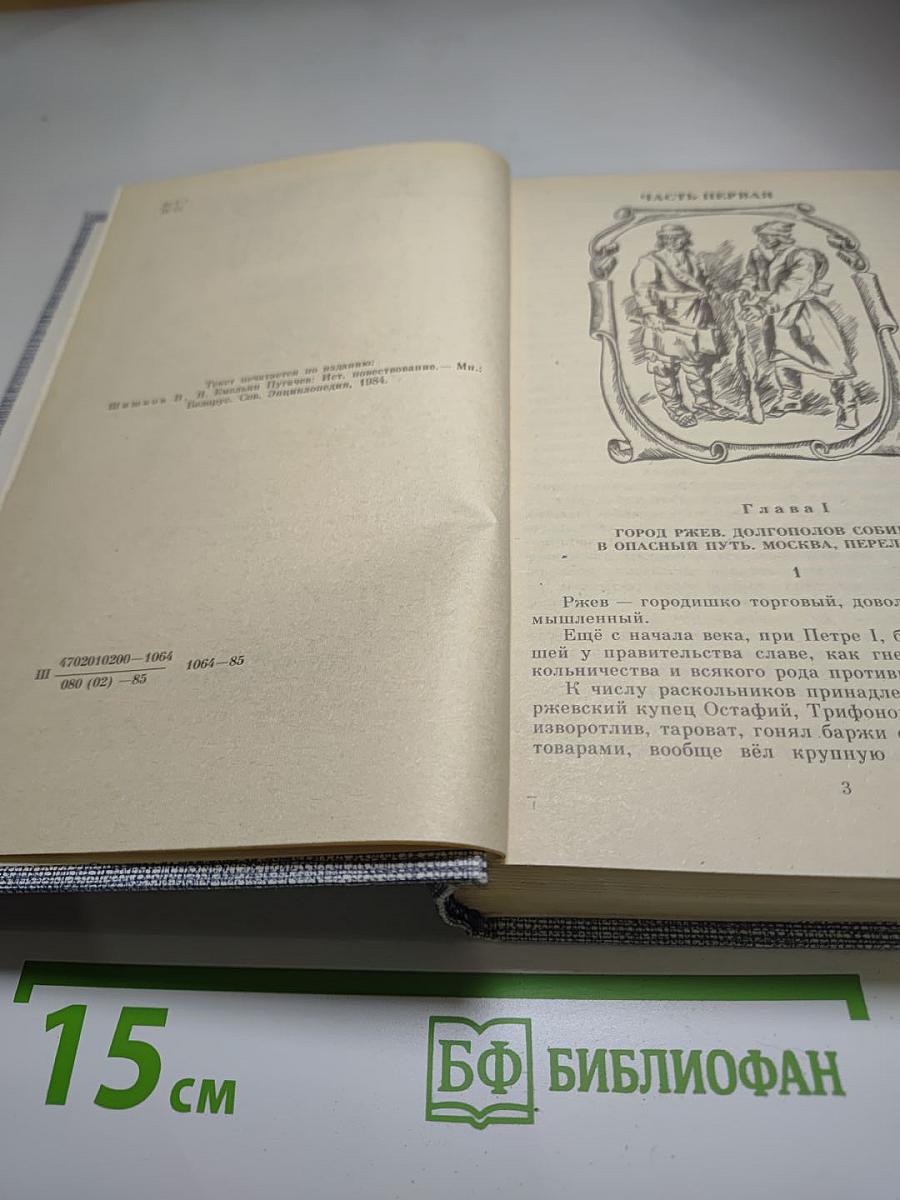 Текст печатается по изданию:
Шишков В. Я. Емельян Пугачев: Ист. повествование.— Мн.:
Белорус. Сов. Энциклопедия, 1984.
Ш 4702010200—1064 1064—85
080 (02) —85
ЧАСТЬ ПЕРВАЯ
Глава I
ГОРОД РЖЕВ. ДОЛГОПОЛОВ СОБИ
В ОПАСНЫЙ ПУТЬ. МОСКВА, ПЕРЕЛ
1
Ржев — городишко торговый, довол
мышленный.
Ещё с начала века, при Петре I, б
шей у правительства славе, как гне
кольничества и всякого рода противи
К числу раскольников принадле
ржевский купец Остафий, Трифонов
изворотлив, тароват, гонял баржи с
товарами, вообще вёл крупную
3
15 см
БФ БИБЛИОФАН